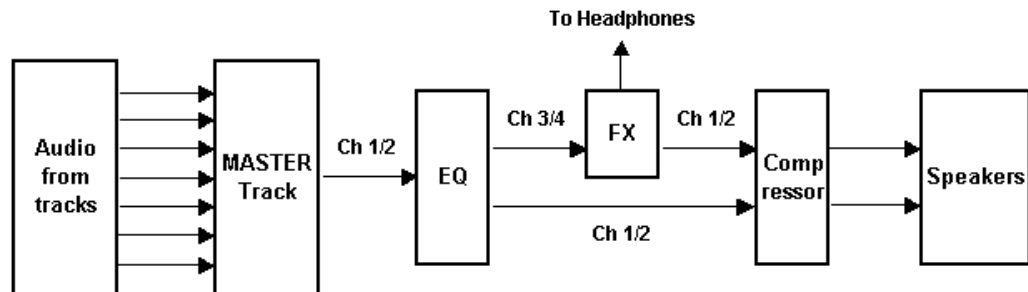 To Headphones
Audio
from
tracks
MASTER
Track
Ch 1/2
EQ
Ch 3/4
FX
Ch 1/2
Ch 1/2
Comp
ressor
Speakers